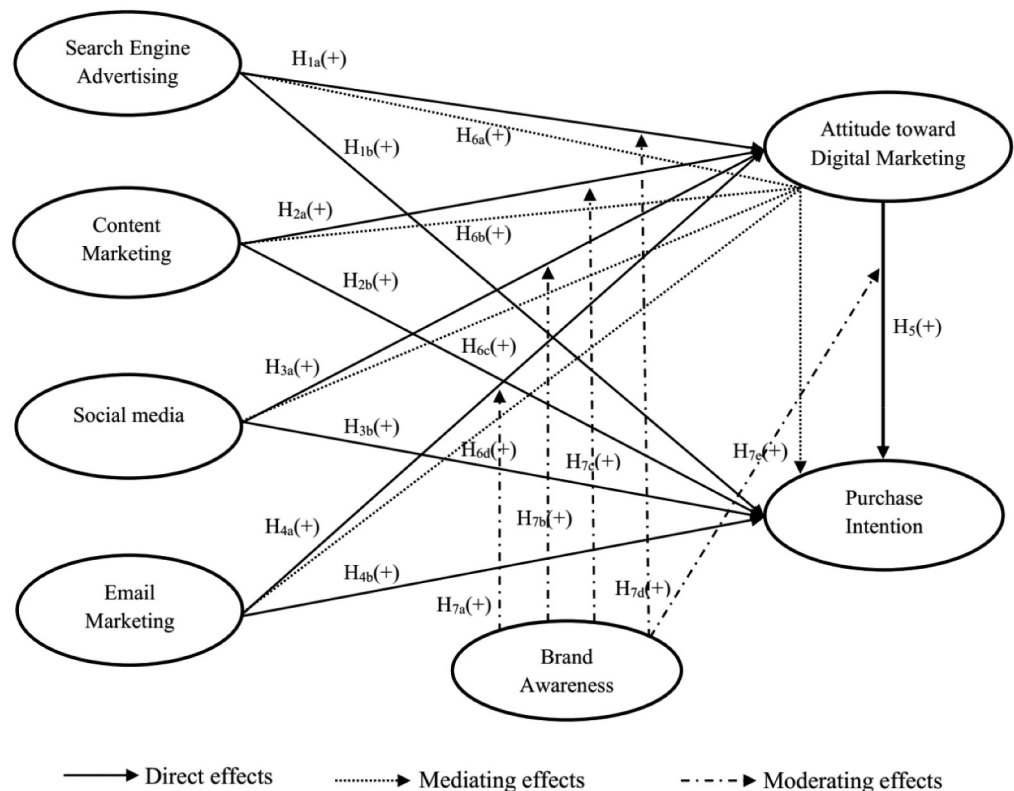 Search Engine
Advertising
H1a(+)
H1b(+)
H6a(+)
Attitude toward
Digital Marketing
Content
Marketing
H2a(+)
H6b(+)
H2b(+)
H5(+)
Social media
H3a(+)
H6c(+)
H3b(+)
H6d(+)
H7c(+)
H7e(+)
Purchase
Intention
Email
Marketing
H4a(+)
H7b(+)
H4b(+)
H7a(+)
H7d(+)
Brand
Awareness
Direct effects
Mediating effects
Moderating effects